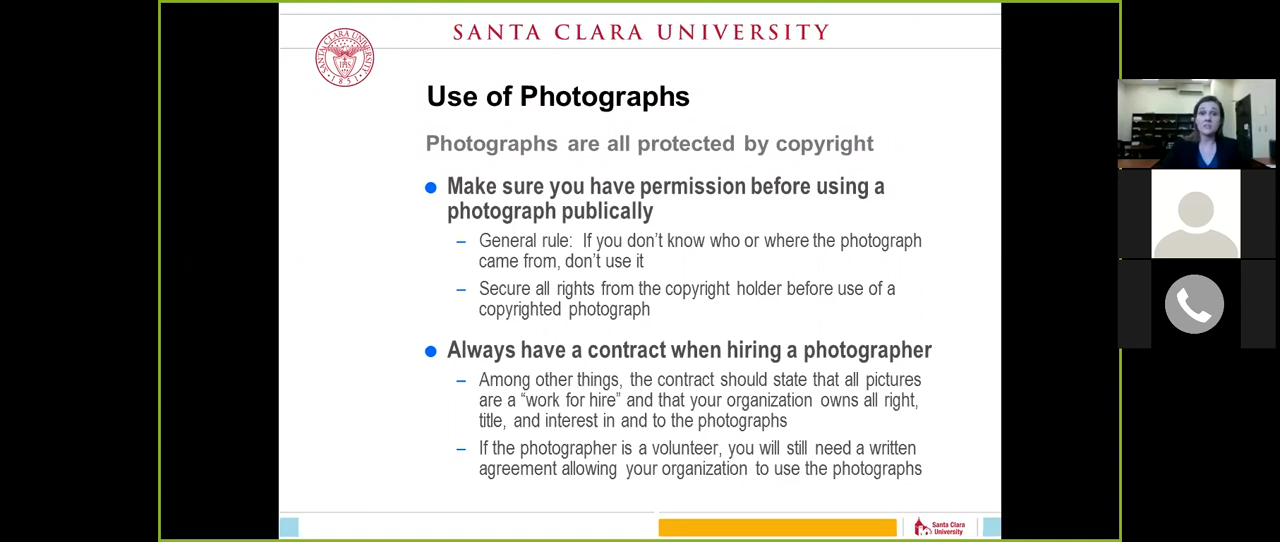 SANTA CLARA UNIVERSITY
SANTA CLARA UNIVERSITY
IHS
1851
Use of Photographs
Photographs are all protected by copyright
Make sure you have permission before using a
photograph publically
– General rule: If you don't know who or where the photograph
came from, don't use it
– Secure all rights from the copyright holder before use of a
copyrighted photograph
Always have a contract when hiring a photographer
– Among other things, the contract should state that all pictures
are a “work for hire” and that your organization owns all right,
title, and interest in and to the photographs
– If the photographer is a volunteer, you will still need a written
agreement allowing your organization to use the photographs
Santa Clara
University